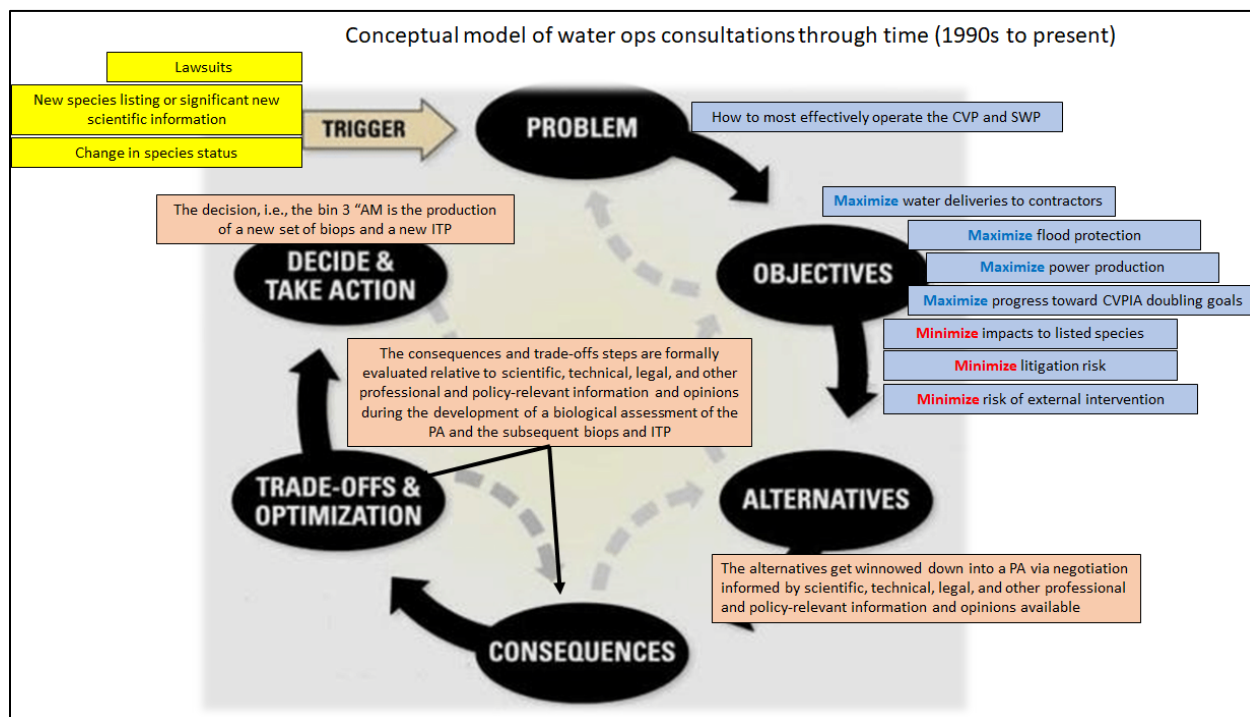 Conceptual model of water ops consultations through time (1990s to present)
Lawsuits
New species listing or significant new
scientific information
Change in species status
TRIGGER
PROBLEM
How to most effectively operate the CVP and SWP
Maximize water deliveries to contractors
Maximize flood protection
Maximize power production
Maximize progress toward CVPIA doubling goals
Minimize impacts to listed species
Minimize litigation risk
Minimize risk of external intervention
OBJECTIVES
The decision, i.e., the bin 3 “AM is the production
of a new set of biops and a new ITP
DECIDE &
TAKE ACTION
The consequences and trade-offs steps are formally
evaluated relative to scientific, technical, legal, and other
professional and policy-relevant information and opinions
during the development of a biological assessment of the
PA and the subsequent biops and ITP
TRADE-OFFS &
OPTIMIZATION
ALTERNATIVES
The alternatives get winnowed down into a PA via negotiation
informed by scientific, technical, legal, and other professional
and policy-relevant information and opinions available
CONSEQUENCES